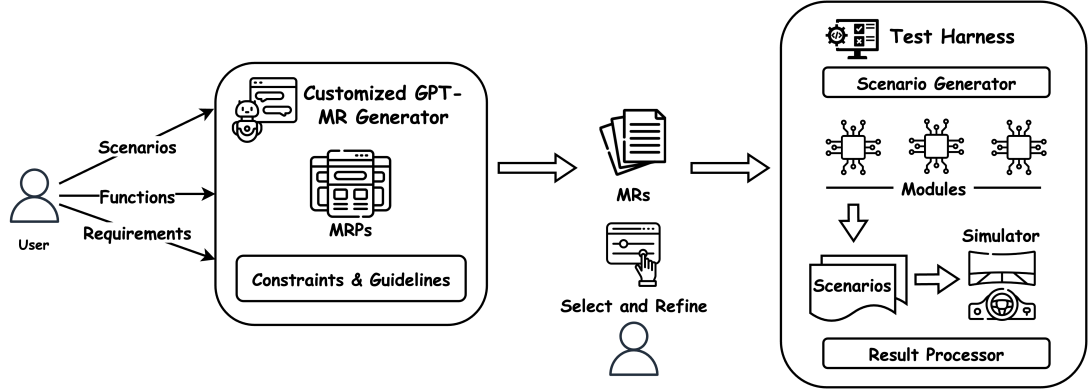 Scenarios
Functions
Requirements
User
Customized GPT-
MR Generator
MRPs
Constraints & Guidelines
MRs
Select and Refine
Test Harness
Scenario Generator
Modules
Scenarios
Simulator
Result Processor